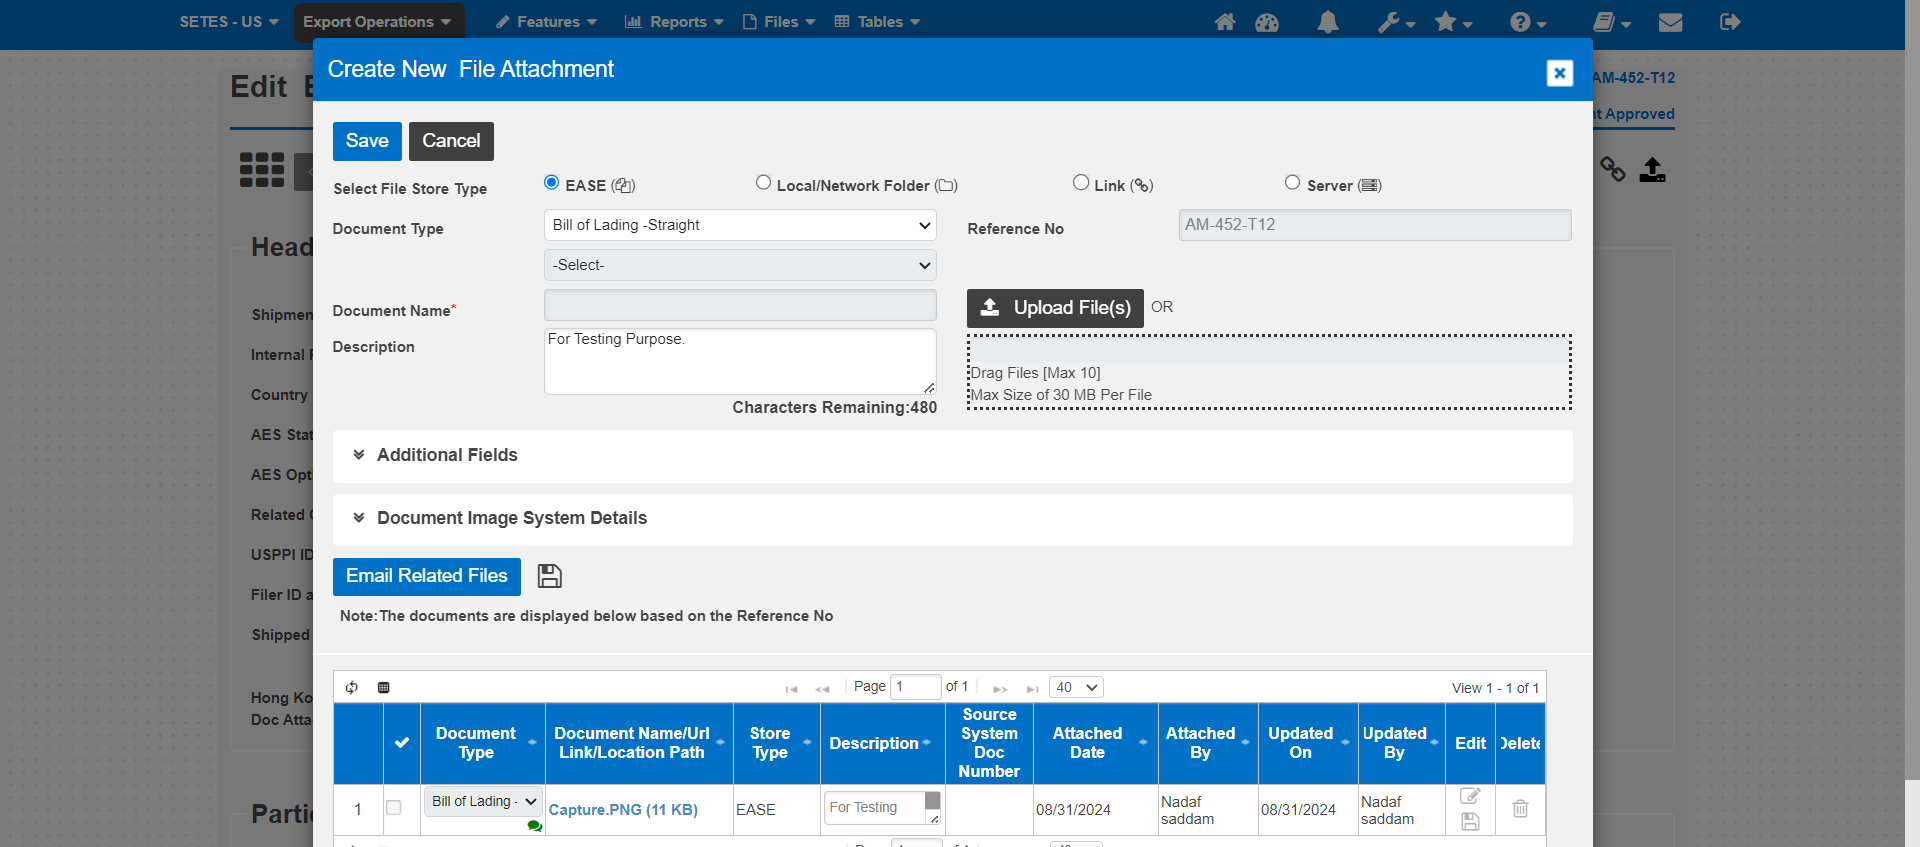 SETES - US
Export Operations
Features
Reports
Files
Tables
Create New File Attachment
Edit
AM-452-T12
Approved
Save
Cancel
Select File Store Type
EASE
Local/Network Folder
Link
Server
Document Type
Bill of Lading -Straight
Reference No
AM-452-T12
-Select-
Document Name*
Upload File(s)
OR
Description
For Testing Purpose.
Drag Files [Max 10]
Max Size of 30 MB Per File
Characters Remaining:480
Additional Fields
Document Image System Details
Email Related Files
Note:The documents are displayed below based on the Reference No
Internal
Country
AES
AES
Related
USPPI ID
Filer ID
Shipped
Hong
Doc
Page 1 of 1
40
View 1 - 1 of 1
Document Type
Document Name/Url Link/Location Path
Store Type
Description
Source System Doc Number
Attached Date
Attached By
Updated On
Updated By
Edit
Delete
1
Bill of Lading -
Capture.PNG (11 KB)
EASE
For Testing
08/31/2024
Nadaf saddam
08/31/2024
Nadaf saddam